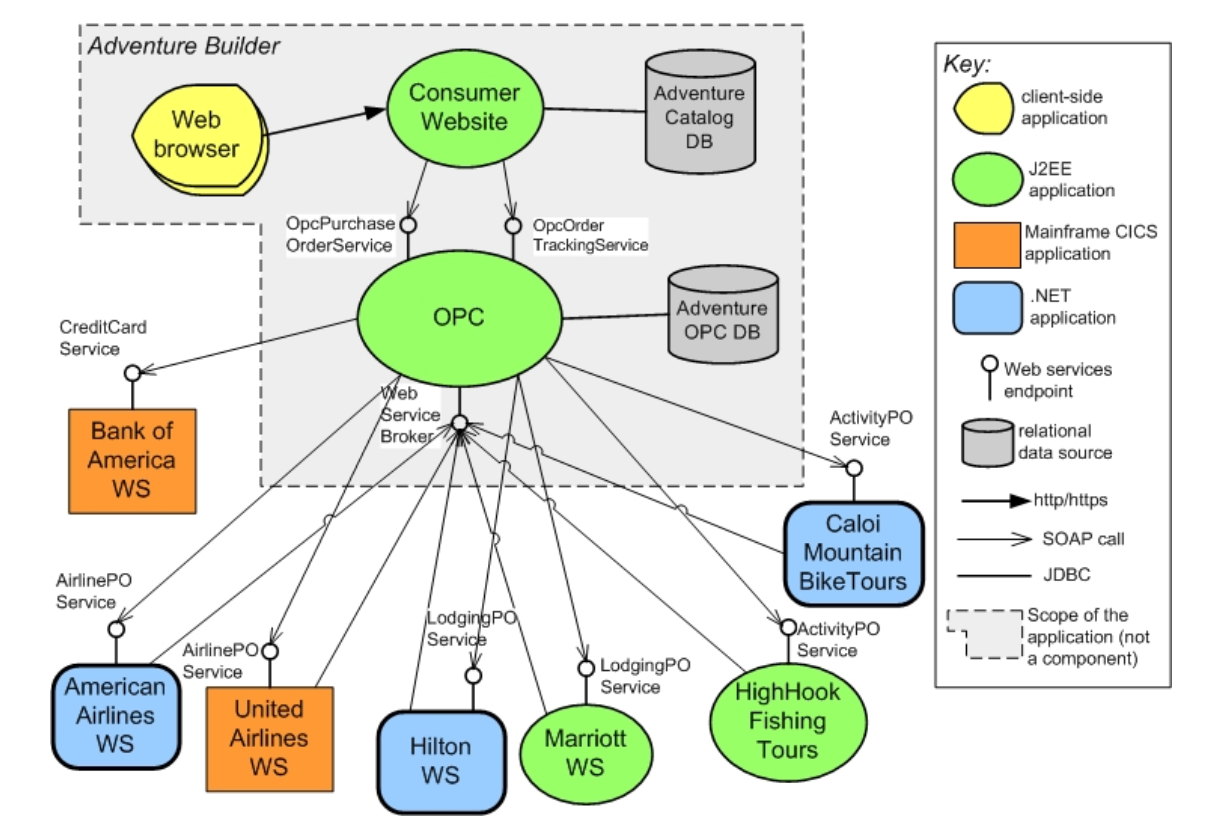 Adventure Builder
Web
browser
Consumer
Website
Adventure
Catalog
DB
OpcPurchase
OrderService
OpcOrder
TrackingService
OPC
Adventure
OPC DB
CreditCard
Service
Bank of
America
WS
Web
Service
Broker
ActivityPO
Service
Caloi
Mountain
BikeTours
AirlinePO
Service
American
Airlines
WS
AirlinePO
Service
United
Airlines
WS
LodgingPO
Service
Hilton
WS
LodgingPO
Service
Marriott
WS
ActivityPO
Service
HighHook
Fishing
Tours
Key:
client-side
application
J2EE
application
Mainframe CICS
application
.NET
application
Web services
endpoint
relational
data source
http/https
SOAP call
JDBC
Scope of the
application (not
a component)